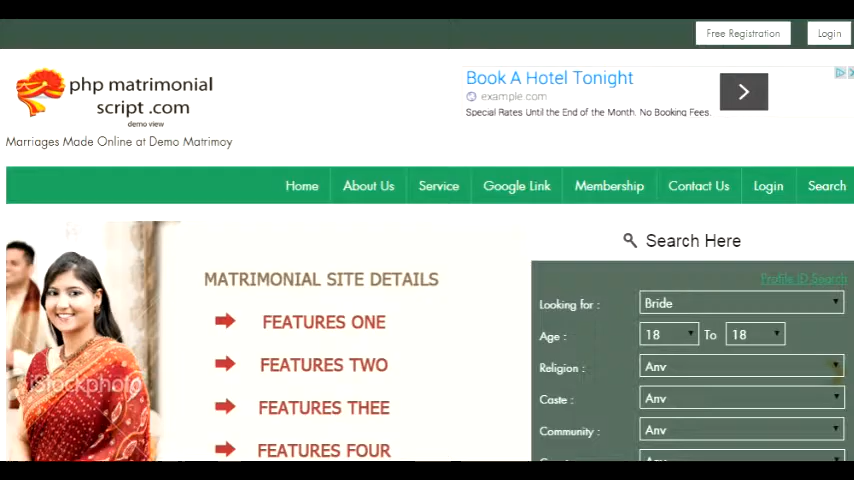 Free Registration Login
php matrimonial
script .com
demo view
Marriages Made Online at Demo Matrimoy
Book A Hotel Tonight
example.com
Special Rates Until the End of the Month. No Booking Fees.
Home About Us Service Google Link Membership Contact Us Login Search
iStockphoto
MATRIMONIAL SITE DETAILS
FEATURES ONE
FEATURES TWO
FEATURES THEE
FEATURES FOUR
Search Here
Profile ID Search
Looking for : Bride
Age : 18 To 18
Religion : Any
Caste : Any
Community : Any